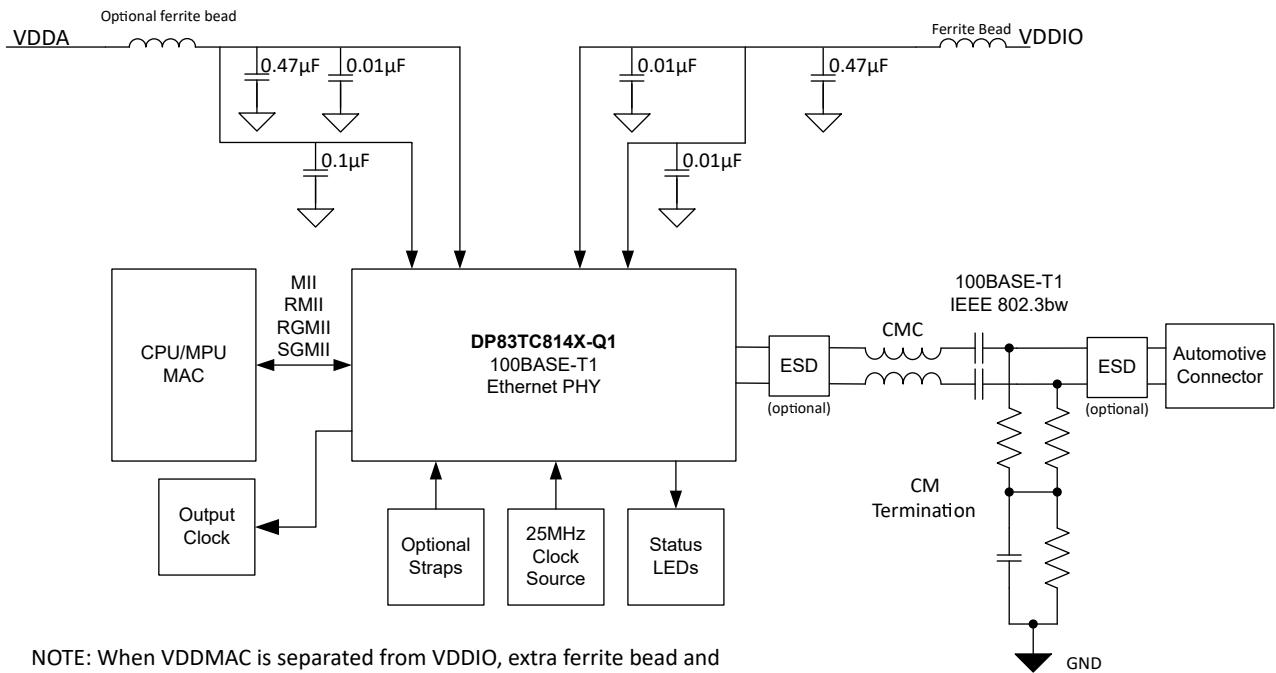 Optional ferrite bead
VDDA
Ferrite Bead
VDDIO
0.47µF
0.01µF
0.01µF
0.47µF
0.1µF
0.01µF
CPU/MPU
MAC
MII
RMII
RGMII
SGMII
DP83TC814X-Q1
100BASE-T1
Ethernet PHY
100BASE-T1
IEEE 802.3bw
CMC
ESD
(optional)
ESD
(optional)
Automotive
Connector
CM
Termination
Output
Clock
Optional
Straps
25MHz
Clock
Source
Status
LEDs
GND
NOTE: When VDDMAC is separated from VDDIO, extra ferrite bead and